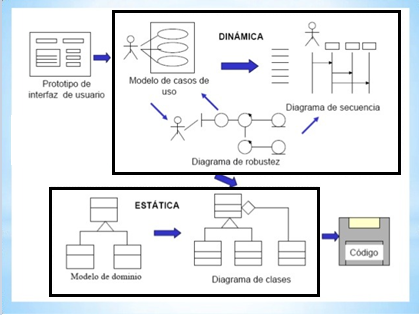 DINÁMICA
Prototipo de
interfaz de usuario
Modelo de casos de
uso
Diagrama de secuencia
Diagrama de robustez
ESTÁTICA
Modelo de dominio
Diagrama de clases
Código